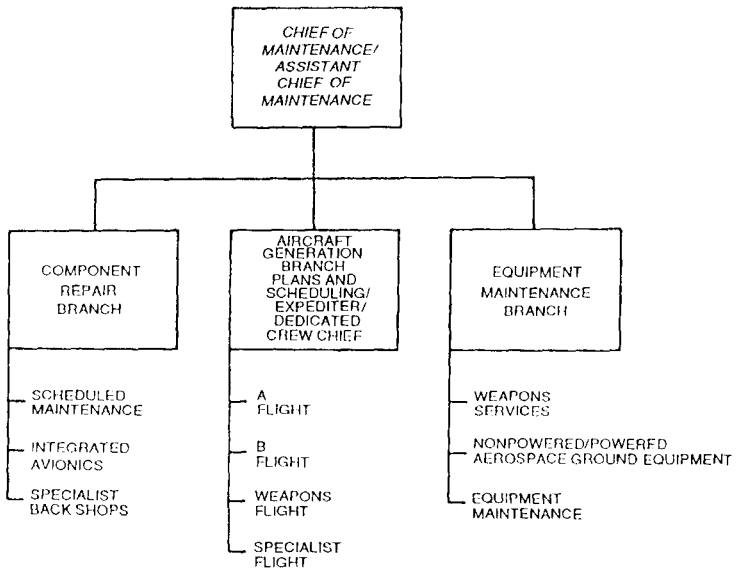 CHIEF OF
MAINTENANCE/
ASSISTANT
CHIEF OF
MAINTENANCE
COMPONENT
REPAIR
BRANCH
AIRCRAFT
GENERATION
BRANCH
PLANS AND
SCHEDULING/
EXPEDITER/
DEDICATED
CREW CHIEF
EQUIPMENT
MAINTENANCE
BRANCH
SCHEDULED
MAINTENANCE
INTEGRATED
AVIONICS
SPECIALIST
BACK SHOPS
A
FLIGHT
B
FLIGHT
WEAPONS
FLIGHT
SPECIALIST
FLIGHT
WEAPONS
SERVICES
NONPOWERED/POWERED
AEROSPACE GROUND EQUIPMENT
EQUIPMENT
MAINTENANCE